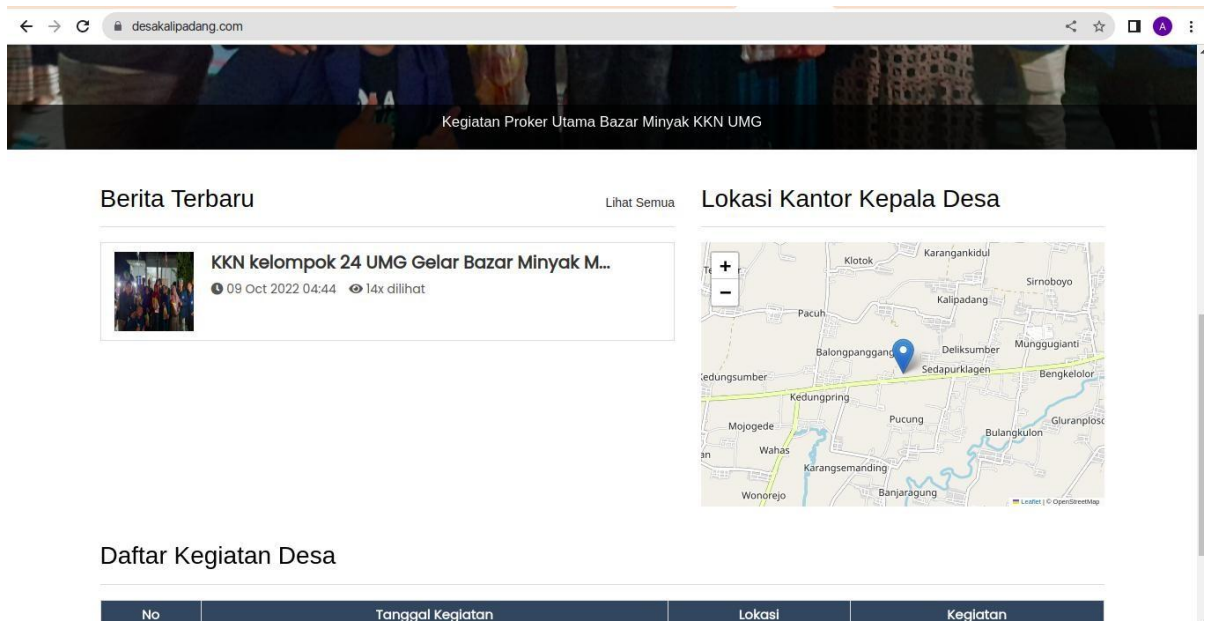 desakalipadang.com
A
Kegiatan Proker Utama Bazar Minyak KKN UMG
Berita Terbaru
Lihat Semua
Lokasi Kantor Kepala Desa
KKN kelompok 24 UMG Gelar Bazar Minyak M...
09 Oct 2022 04:44 14x dilihat
+
−
Karangankidul
Klotok
Sirnoboyo
Kalipadang
Pacuh
Munggugianti
Balongpanggang
Deliksumber
Sedapurklagen
Bengkelolor
Kedungsumber
Kedungpring
Pucung
Gluranploso
Mojogede
Bulangkulon
Wahas
Karangsemanding
Wonorejo
Banjaragung
Leaflet | © OpenStreetMap
Daftar Kegiatan Desa
No Tanggal Kegiatan Lokasi Kegiatan